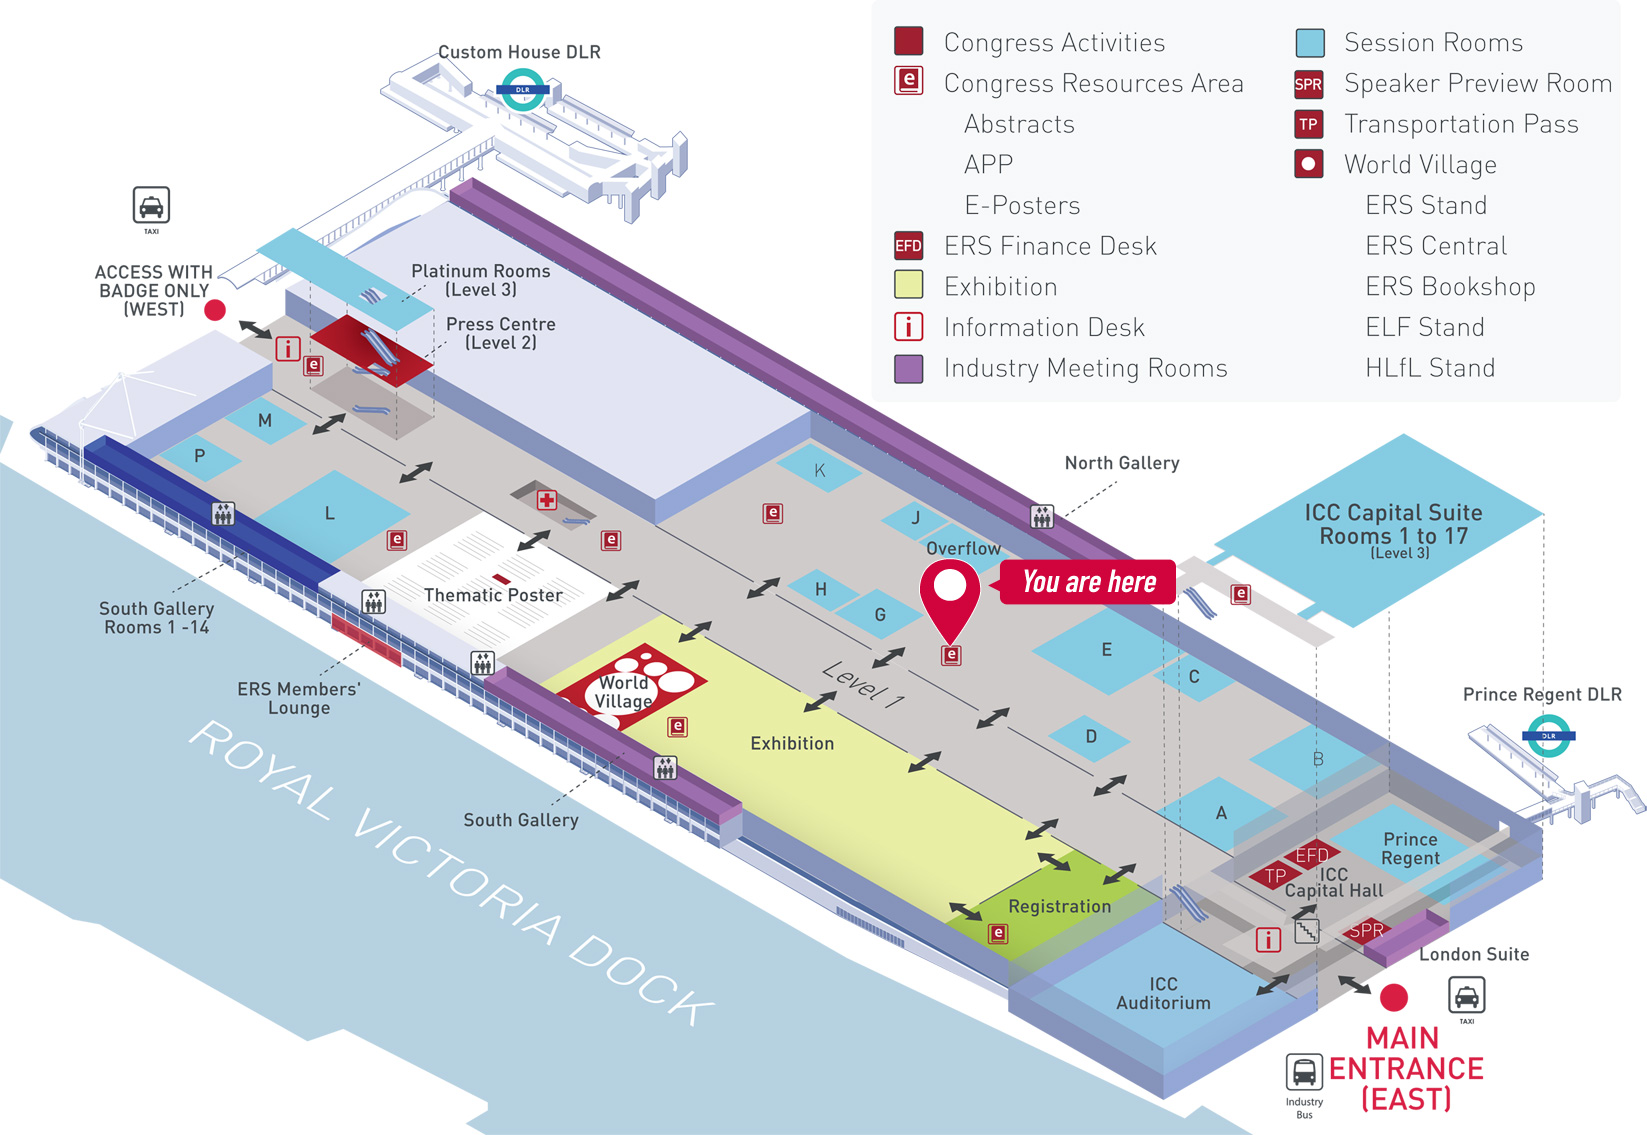 Custom House DLR
DLR
TAXI
ACCESS WITH
BADGE ONLY
(WEST)
Platinum Rooms
(Level 3)
Press Centre
(Level 2)
i
e
M
P
L
e
e
e
K
J
Overflow
H
G
You are here
e
North Gallery
ICC Capital Suite
Rooms 1 to 17
(Level 3)
e
Thematic Poster
South Gallery
Rooms 1 -14
ERS Members'
Lounge
World
Village
e
Level 1
Exhibition
South Gallery
E
C
D
B
A
Prince Regent DLR
DLR
Prince
Regent
EFD
TP
ICC
Capital Hall
SPR
i
London Suite
Registration
e
ICC
Auditorium
TAXI
MAIN
ENTRANCE
(EAST)
Industry
Bus
ROYAL VICTORIA DOCK
Congress Activities
e Congress Resources Area
Abstracts
APP
E-Posters
EFD ERS Finance Desk
Exhibition
i Information Desk
Industry Meeting Rooms
Session Rooms
SPR Speaker Preview Room
TP Transportation Pass
World Village
ERS Stand
ERS Central
ERS Bookshop
ELF Stand
HLfL Stand